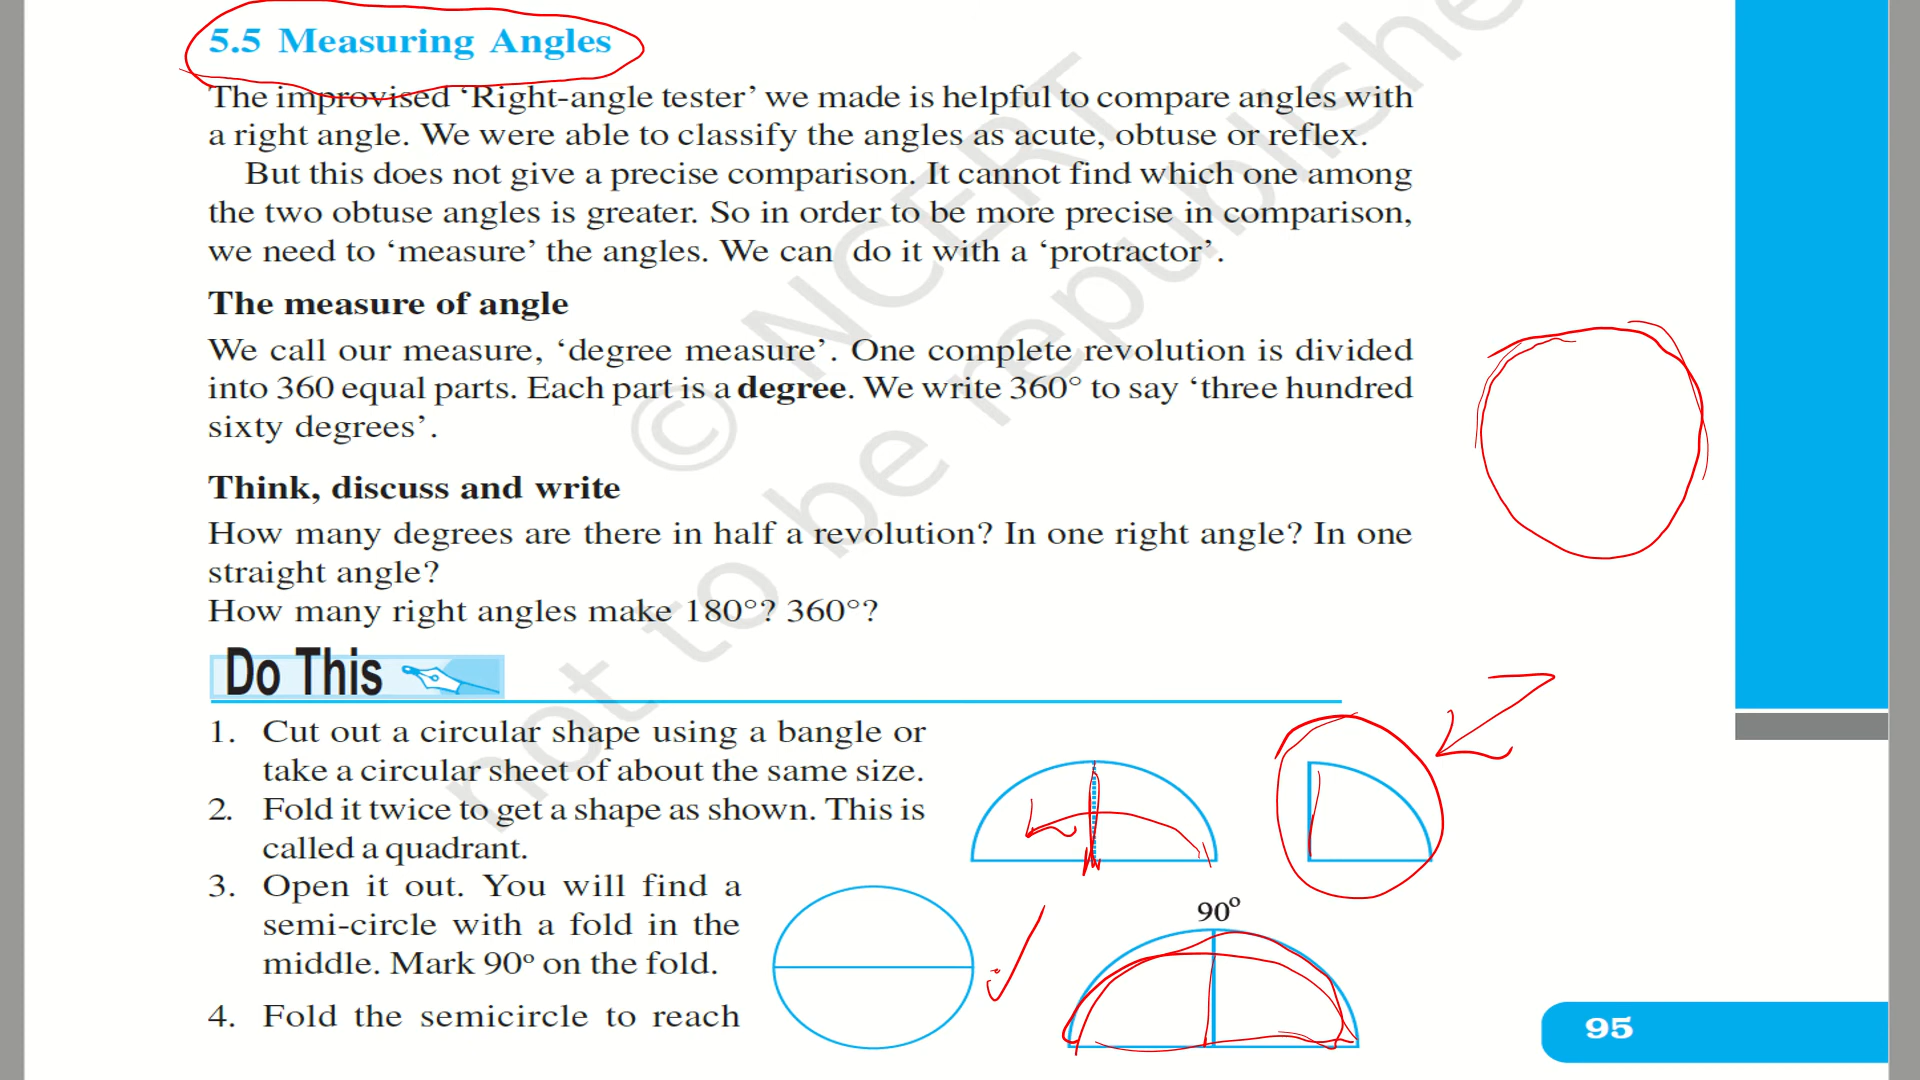 5.5 Measuring Angles
The improvised ‘Right-angle tester’ we made is helpful to compare angles with
a right angle. We were able to classify the angles as acute, obtuse or reflex.
But this does not give a precise comparison. It cannot find which one among
the two obtuse angles is greater. So in order to be more precise in comparison,
we need to ‘measure’ the angles. We can do it with a ‘protractor’.
The measure of angle
We call our measure, ‘degree measure’. One complete revolution is divided
into 360 equal parts. Each part is a degree. We write 360° to say ‘three hundred
sixty degrees’.
Think, discuss and write
How many degrees are there in half a revolution? In one right angle? In one
straight angle?
How many right angles make 180°? 360°?
Do This
1. Cut out a circular shape using a bangle or
take a circular sheet of about the same size.
2. Fold it twice to get a shape as shown. This is
called a quadrant.
3. Open it out. You will find a
semi-circle with a fold in the
middle. Mark 90° on the fold.
4. Fold the semicircle to reach
90°
95
© NCERT
not to be republishe